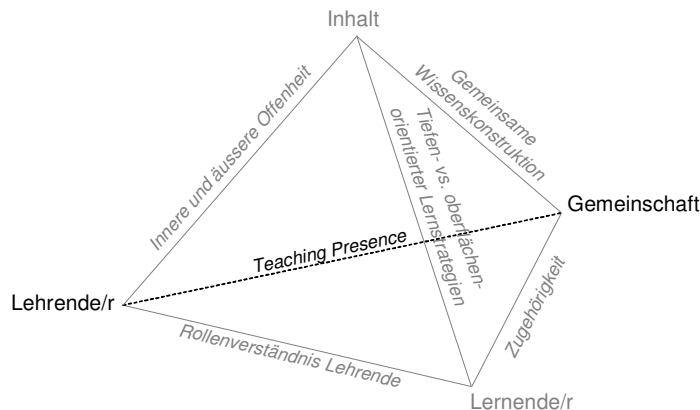 Inhalt
Innere und äussere Offenheit
Gemeinsame
Wissenskonstruktion
Tiefen- vs. oberflächen-
orientierter Lernstrategien
Gemeinschaft
Teaching Presence
Lehrende/r
Zugehörigkeit
Rollenverständnis Lehrende
Lernende/r